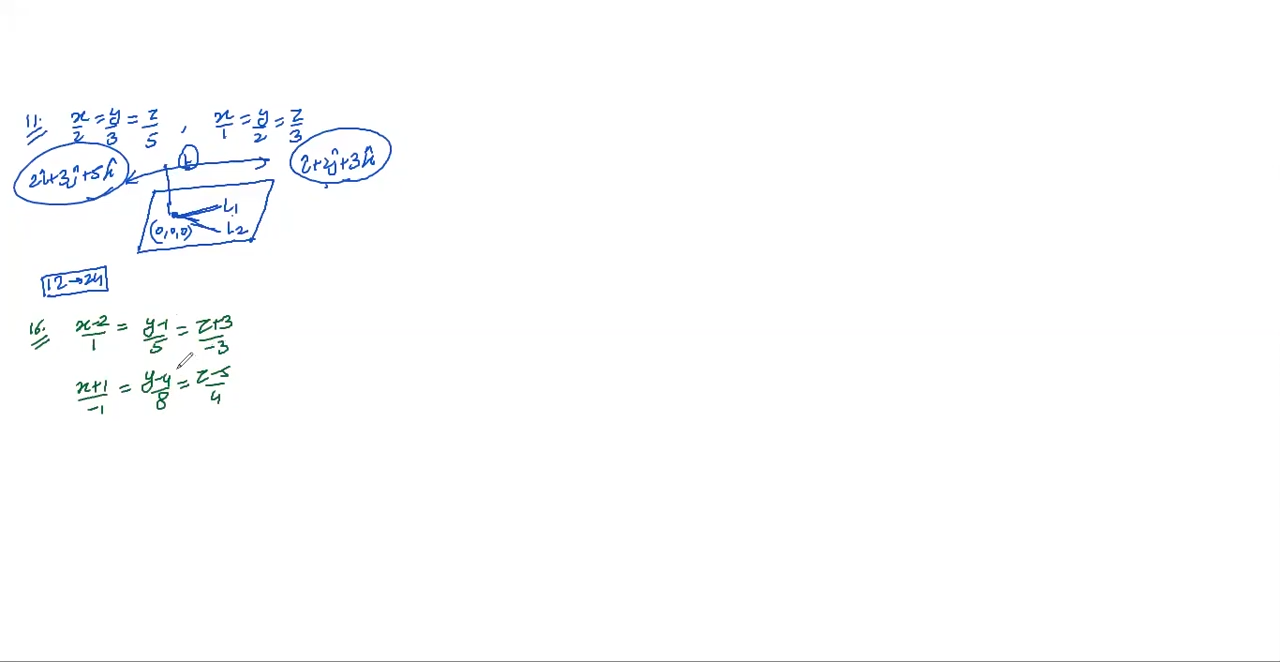 11. x/2 = y/3 = z/5 , x/1 = y/2 = z/3
2î+3ĵ+5k̂
î+2ĵ+3k̂
L1
(0,0,0) L2
12→24
16. x-2/1 = y-1/5 = z+3/-3
x+1/-1 = y-4/8 = z-5/4